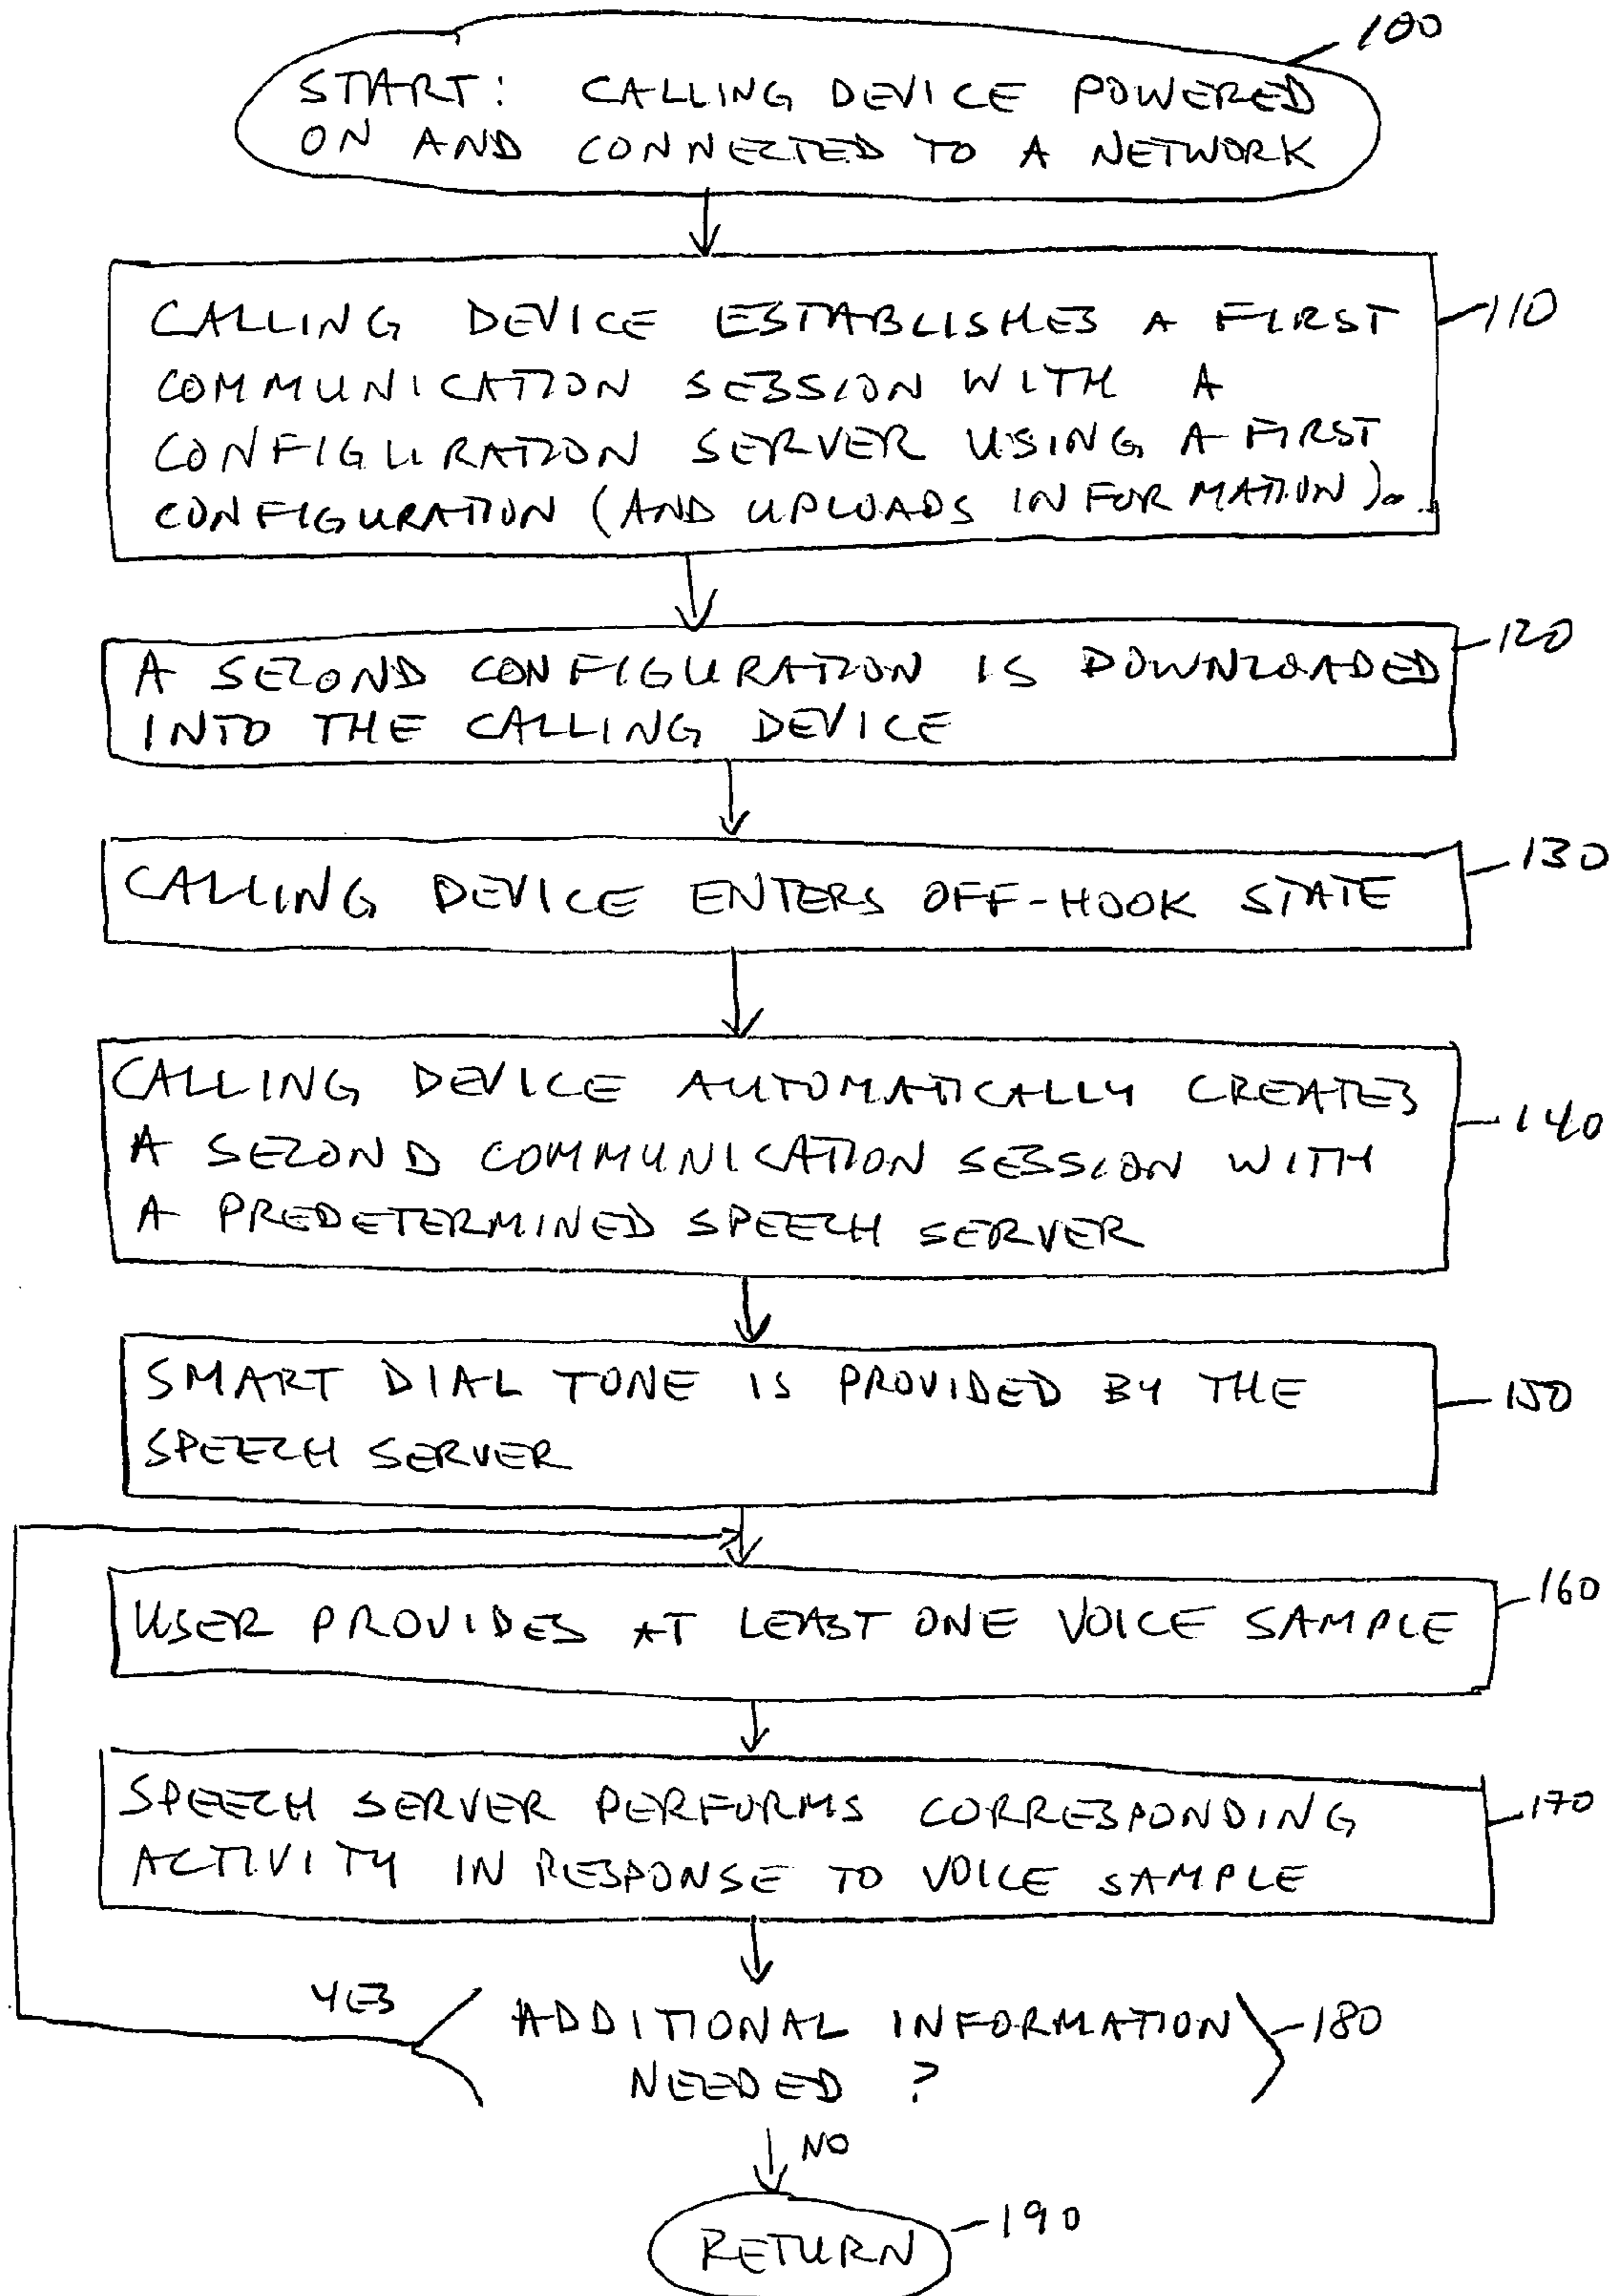 100
START: CALLING DEVICE POWERED
ON AND CONNECTED TO A NETWORK
CALLING DEVICE ESTABLISHES A FIRST
110
COMMUNICATION SESSION WITH A
CONFIGURATION SERVER USING A FIRST
CONFIGURATION (AND UPLOADS INFORMATION).
120
A SECOND CONFIGURATION IS DOWNLOADED
INTO THE CALLING DEVICE
130
CALLING DEVICE ENTERS OFF-HOOK STATE
CALLING DEVICE AUTOMATICALLY CREATES
140
A SECOND COMMUNICATION SESSION WITH
A PREDETERMINED SPEECH SERVER
SMART DIAL TONE IS PROVIDED BY THE
150
SPEECH SERVER
160
USER PROVIDES AT LEAST ONE VOICE SAMPLE
SPEECH SERVER PERFORMS CORRESPONDING
170
ACTIVITY IN RESPONSE TO VOICE SAMPLE
YES
ADDITIONAL INFORMATION
180
NEEDED ?
NO
190
RETURN